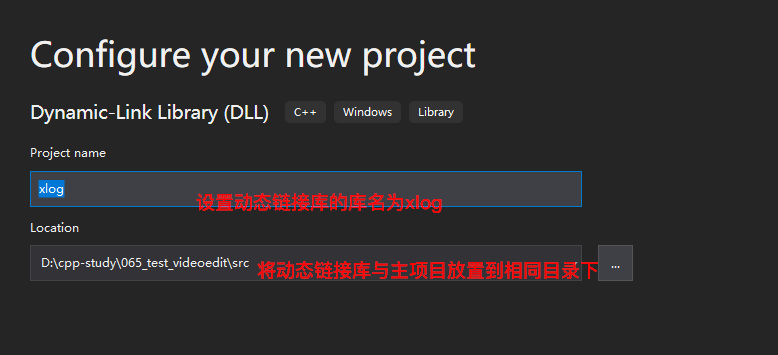 Configure your new project
Dynamic-Link Library (DLL) C++ Windows Library
Project name
xlog
设置动态链接库的库名为xlog
Location
D:\cpp-study\065_test_videoedit\src
将动态链接库与主项目放置到相同目录下
...